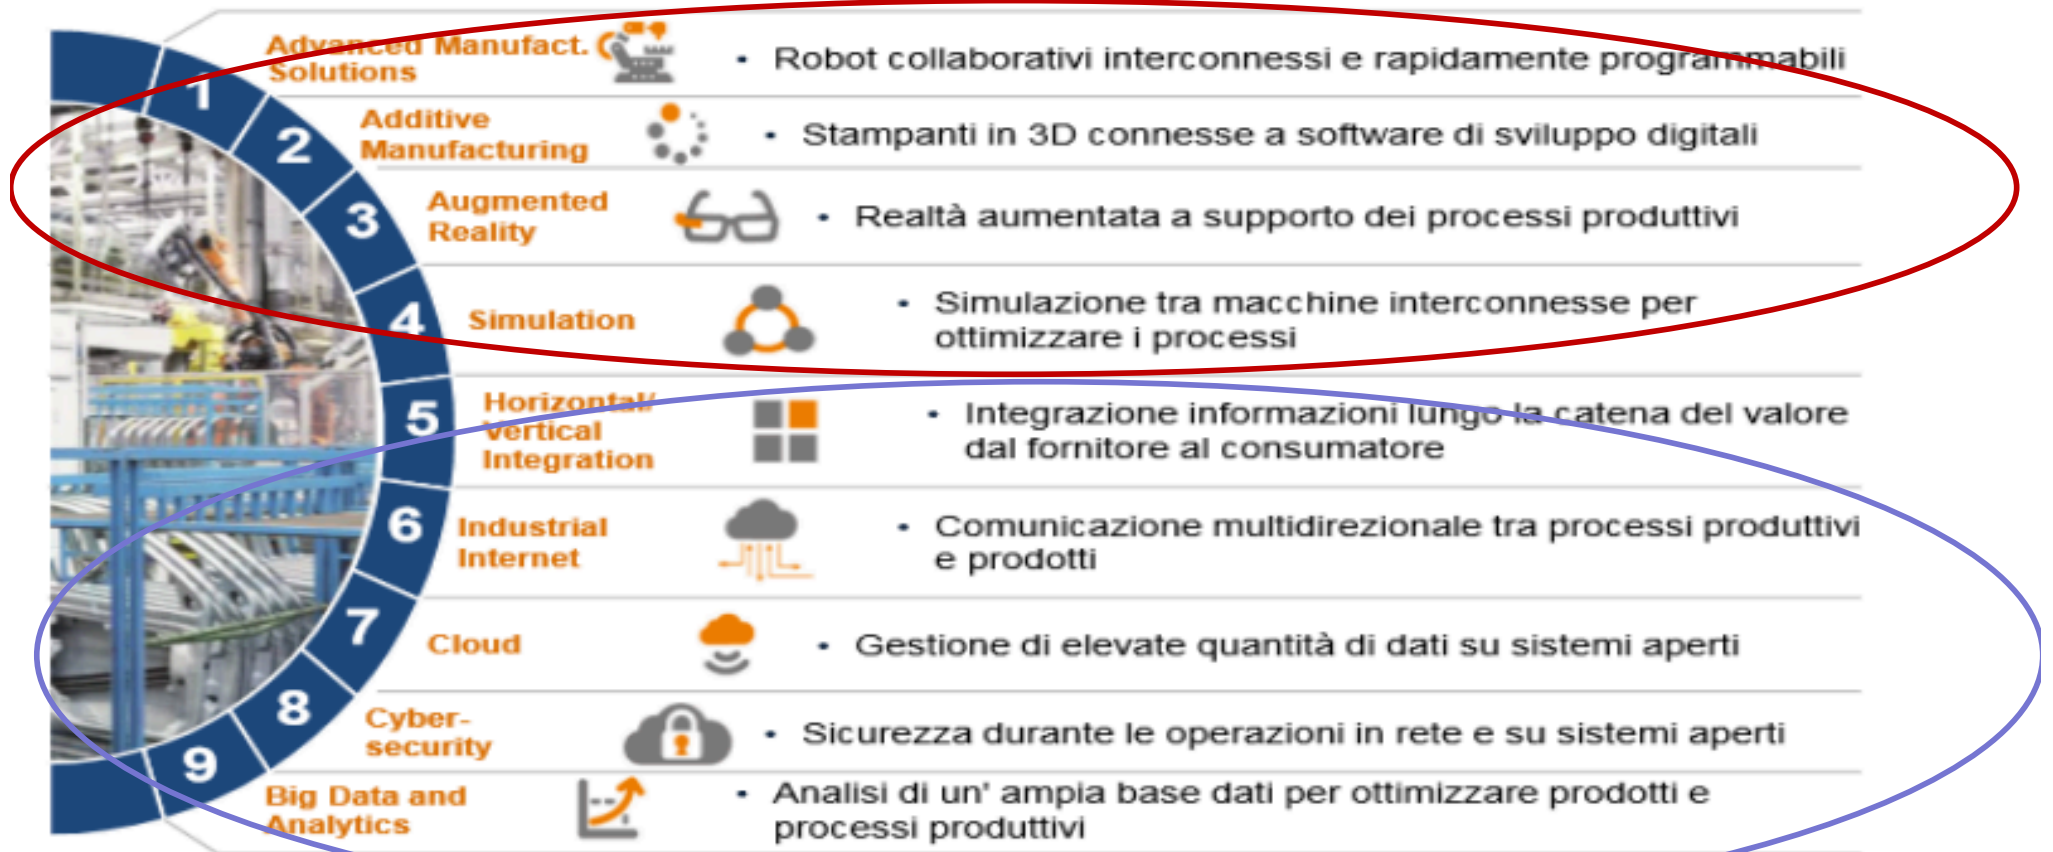 1
Advanced Manufact.
Solutions
• Robot collaborativi interconnessi e rapidamente programmabili
2
Additive
Manufacturing
• Stampanti in 3D connesse a software di sviluppo digitali
3
Augmented
Reality
• Realtà aumentata a supporto dei processi produttivi
4
Simulation
• Simulazione tra macchine interconnesse per
ottimizzare i processi
5
Horizontal/
Vertical
Integration
• Integrazione informazioni lungo la catena del valore
dal fornitore al consumatore
6
Industrial
Internet
• Comunicazione multidirezionale tra processi produttivi
e prodotti
7
Cloud
• Gestione di elevate quantità di dati su sistemi aperti
8
Cyber-
security
• Sicurezza durante le operazioni in rete e su sistemi aperti
9
Big Data and
Analytics
• Analisi di un' ampia base dati per ottimizzare prodotti e
processi produttivi